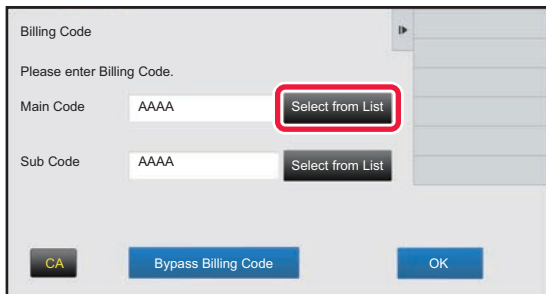 Billing Code
Please enter Billing Code.
Main Code AAAA Select from List
Sub Code AAAA Select from List
CA Bypass Billing Code OK